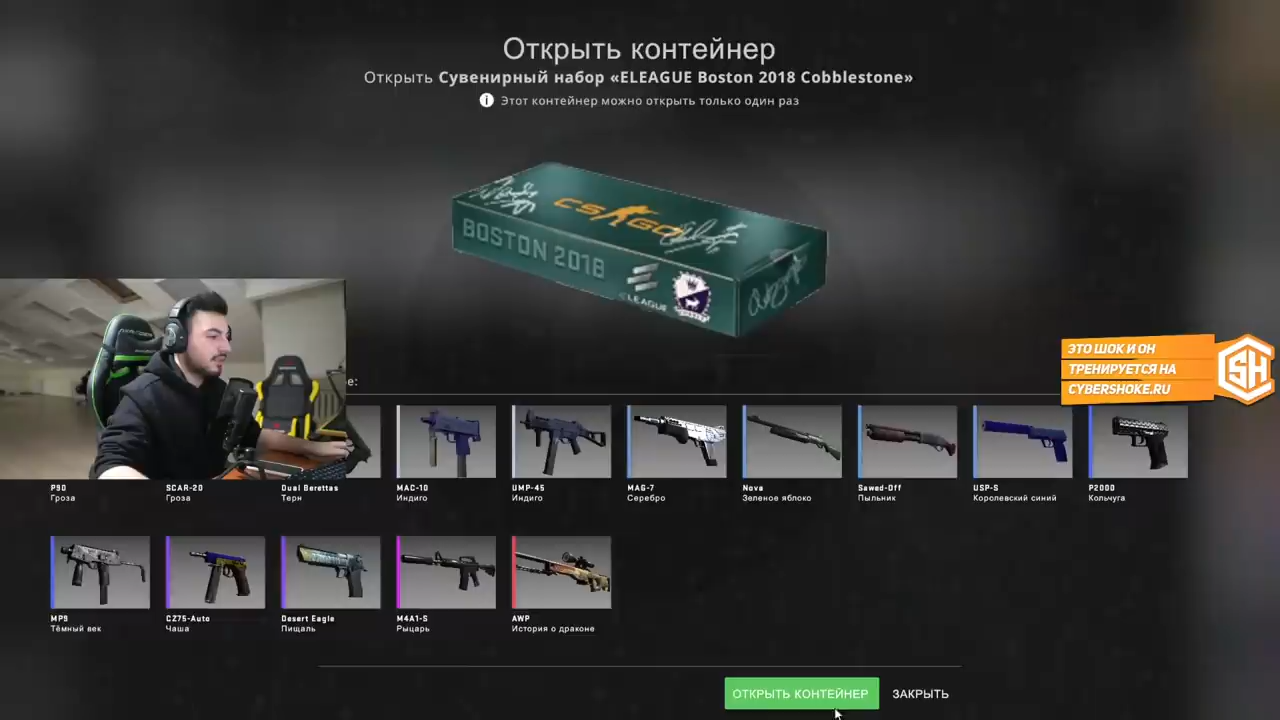 Открыть контейнер
Открыть Сувенирный набор «ELEAGUE Boston 2018 Cobblestone»
Этот контейнер можно открыть только один раз
CS GO
BOSTON 2018
ELEAGUE
ЭТО ШОК И ОН
ТРЕНИРУЕТСЯ НА
CYBERSHOKE.RU
SH
е:
P90
Гроза
SCAR-20
Гроза
Dual Berettas
Терн
MAC-10
Индиго
UMP-45
Индиго
MAG-7
Серебро
Nova
Зеленое яблоко
Sawed-Off
Пыльник
USP-S
Королевский синий
P2000
Кольчуга
MP9
Тёмный век
CZ75-Auto
Чаша
Desert Eagle
Пищаль
M4A1-S
Рыцарь
AWP
История о драконе
ОТКРЫТЬ КОНТЕЙНЕР
ЗАКРЫТЬ